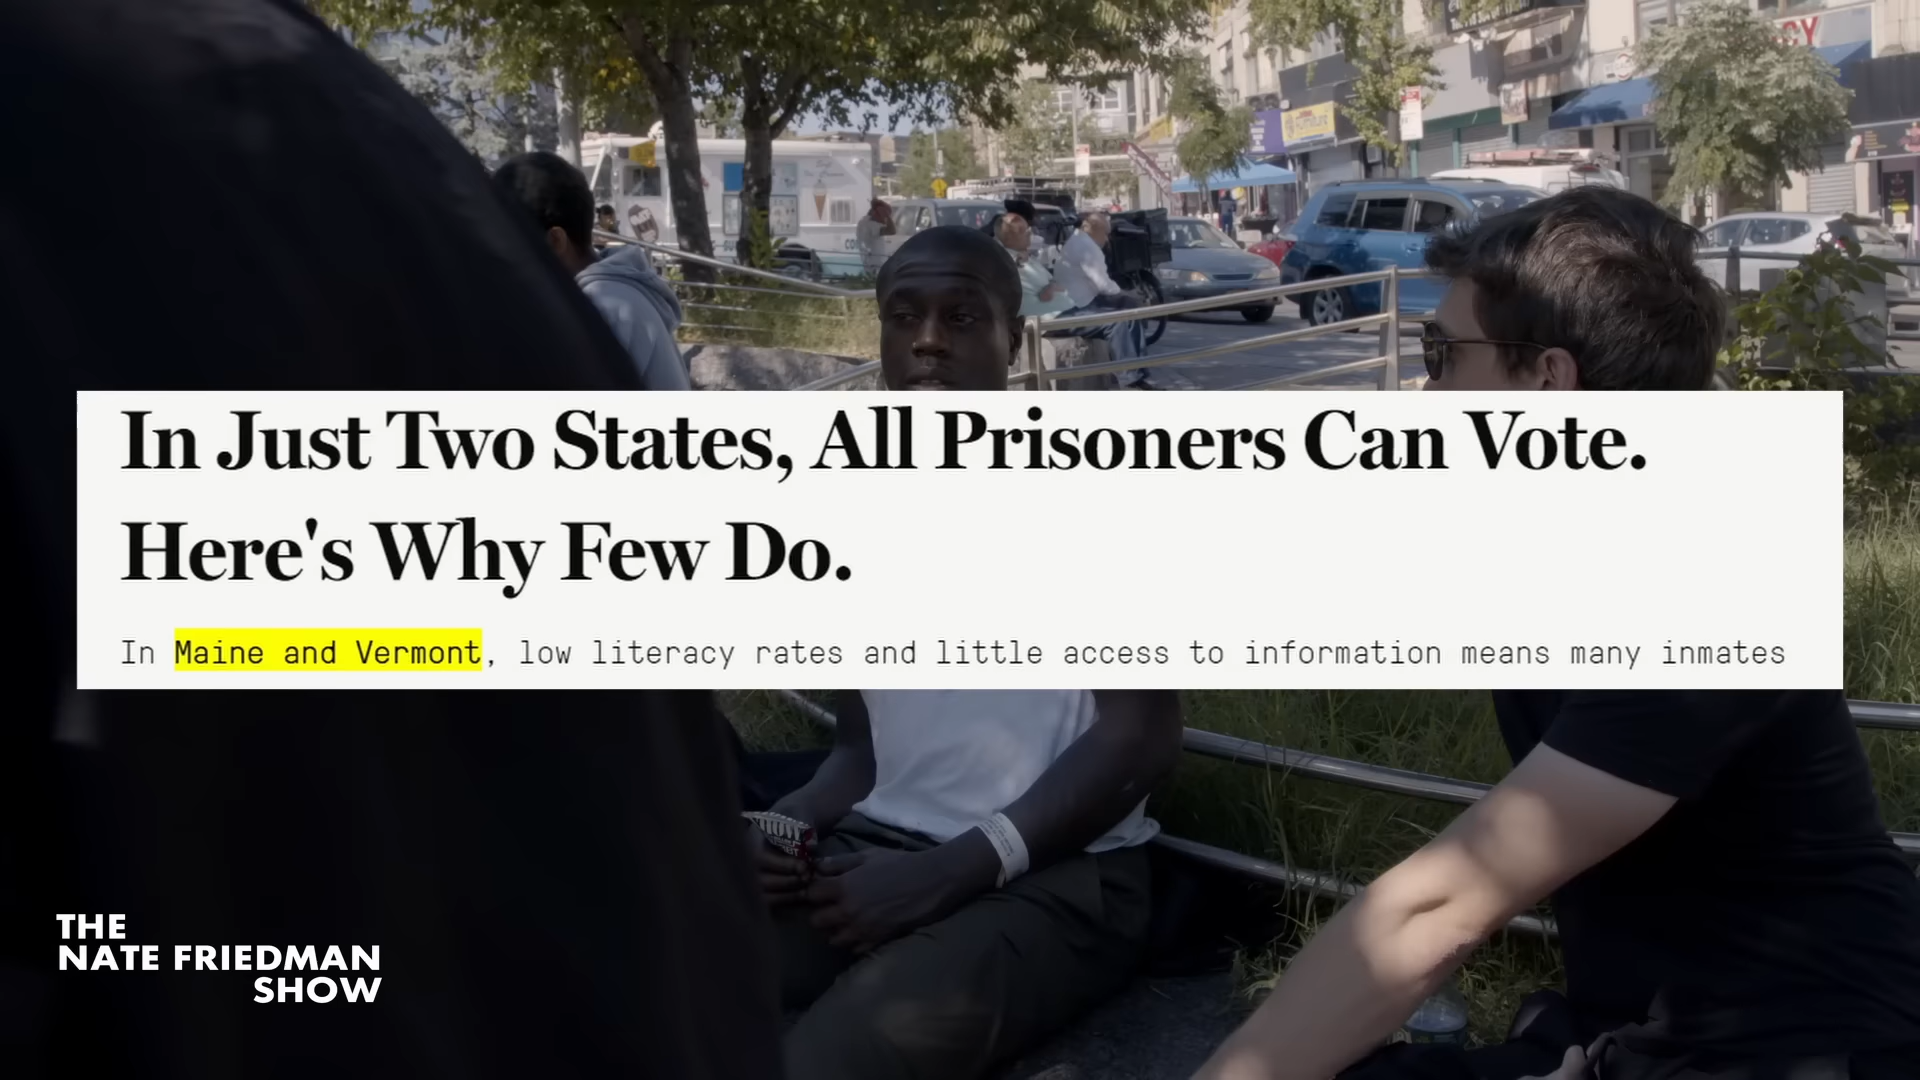 In Just Two States, All Prisoners Can Vote.
Here's Why Few Do.
In Maine and Vermont, low literacy rates and little access to information means many inmates
THE
NATE FRIEDMAN
SHOW